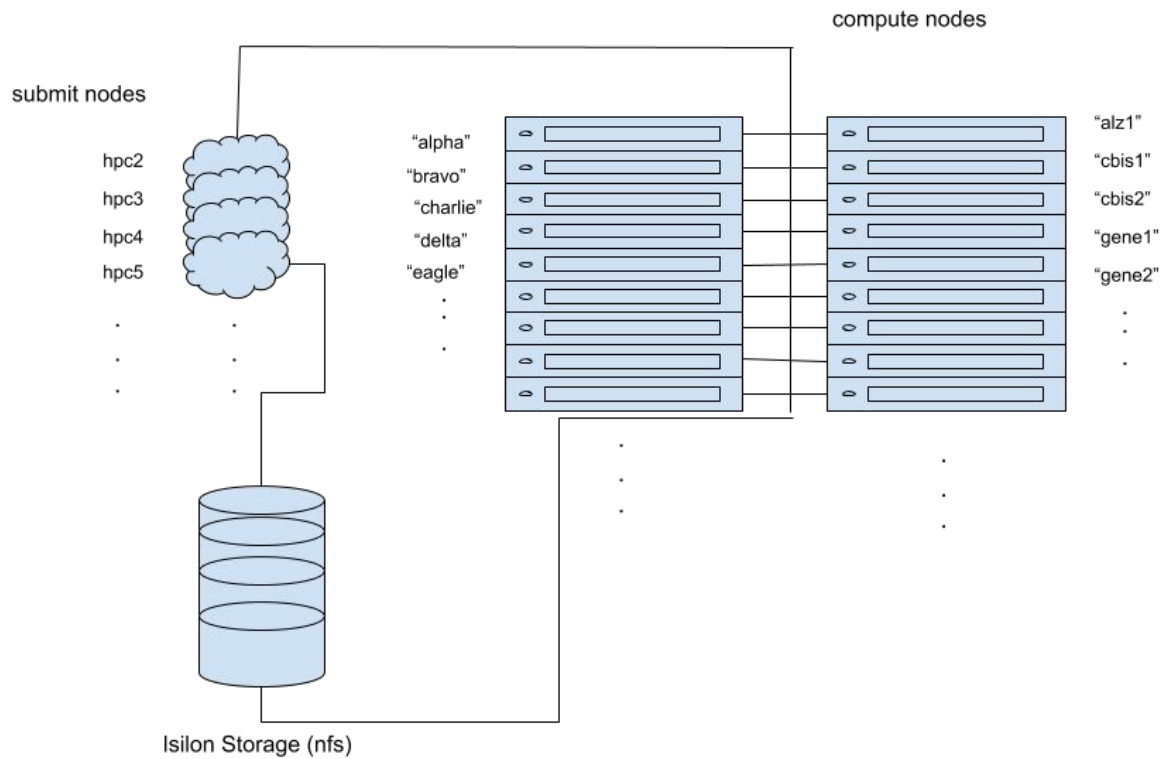 compute nodes
submit nodes
hpc2
hpc3
hpc4
hpc5
“alpha”
“bravo”
“charlie”
“delta”
“eagle”
“alz1”
“cbis1”
“cbis2”
“gene1”
“gene2”
Isilon Storage (nfs)